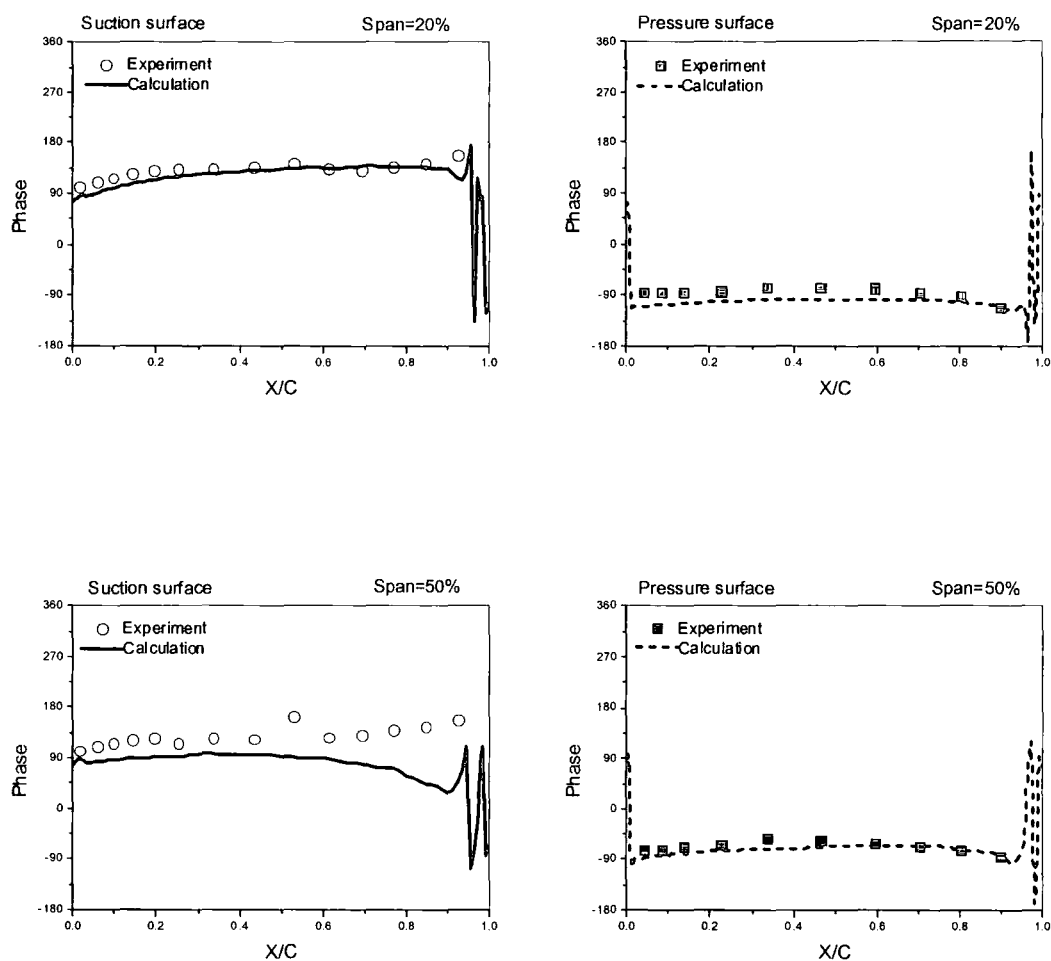 Suction surface Span=20%
360
270
180
90
0
-90
-180
Phase
Experiment
Calculation
0.0 0.2 0.4 0.6 0.8 1.0
X/C
Pressure surface Span=20%
360
270
180
90
0
-90
-180
Phase
Experiment
Calculation
0.0 0.2 0.4 0.6 0.8 1.0
X/C
Suction surface Span=50%
360
270
180
90
0
-90
-180
Phase
Experiment
Calculation
0.0 0.2 0.4 0.6 0.8 1.0
X/C
Pressure surface Span=50%
360
270
180
90
0
-90
-180
Phase
Experiment
Calculation
0.0 0.2 0.4 0.6 0.8 1.0
X/C